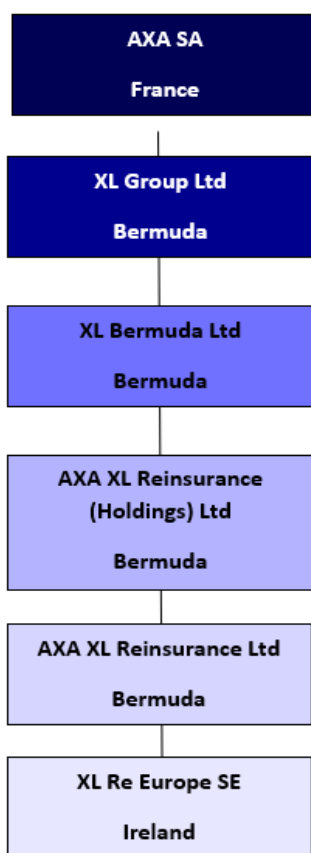 AXA SA
France
XL Group Ltd
Bermuda
XL Bermuda Ltd
Bermuda
AXA XL Reinsurance
(Holdings) Ltd
Bermuda
AXA XL Reinsurance Ltd
Bermuda
XL Re Europe SE
Ireland